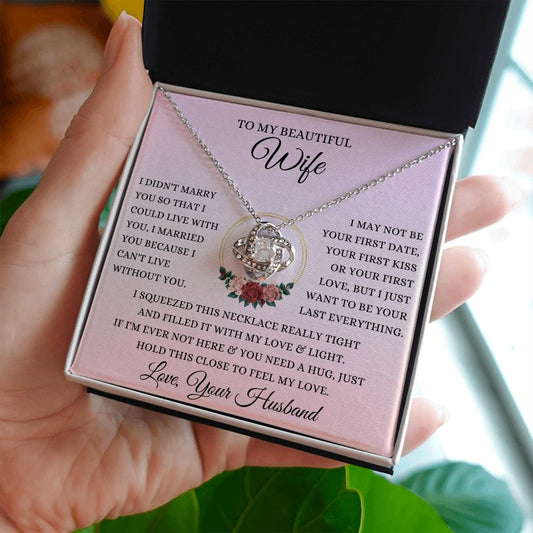 TO MY BEAUTIFUL
Wife
I DIDN'T MARRY
YOU SO THAT I
COULD LIVE WITH
YOU, I MARRIED
YOU BECAUSE I
CAN'T LIVE
WITHOUT YOU.
I MAY NOT BE
YOUR FIRST DATE,
YOUR FIRST KISS
OR YOUR FIRST
LOVE, BUT I JUST
WANT TO BE YOUR
LAST EVERYTHING.
I SQUEEZED THIS NECKLACE REALLY TIGHT
AND FILLED IT WITH MY LOVE & LIGHT.
IF I'M EVER NOT HERE & YOU NEED A HUG, JUST
HOLD THIS CLOSE TO FEEL MY LOVE.
Love, Your Husband